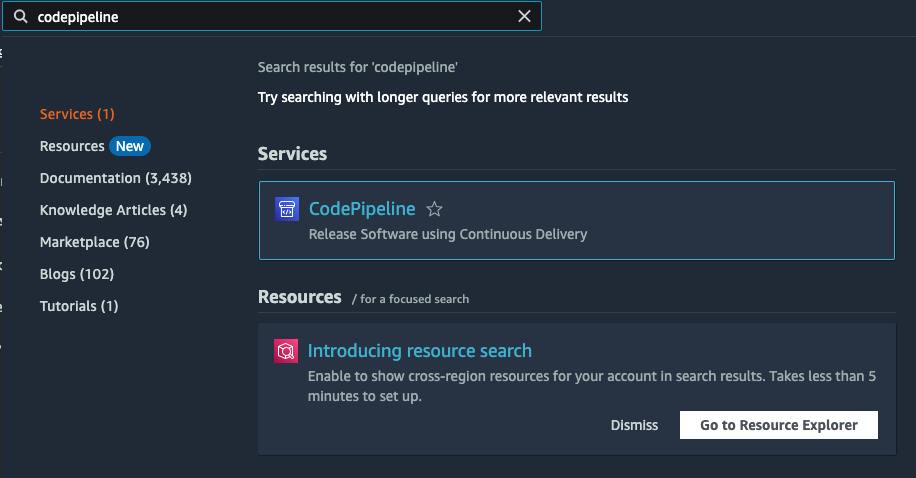 codepipeline
Search results for 'codepipeline'
Try searching with longer queries for more relevant results
Services (1)
Resources New
Documentation (3,438)
Knowledge Articles (4)
Marketplace (76)
Blogs (102)
Tutorials (1)
Services
CodePipeline
Release Software using Continuous Delivery
Resources / for a focused search
Introducing resource search
Enable to show cross-region resources for your account in search results. Takes less than 5
minutes to set up.
Dismiss Go to Resource Explorer